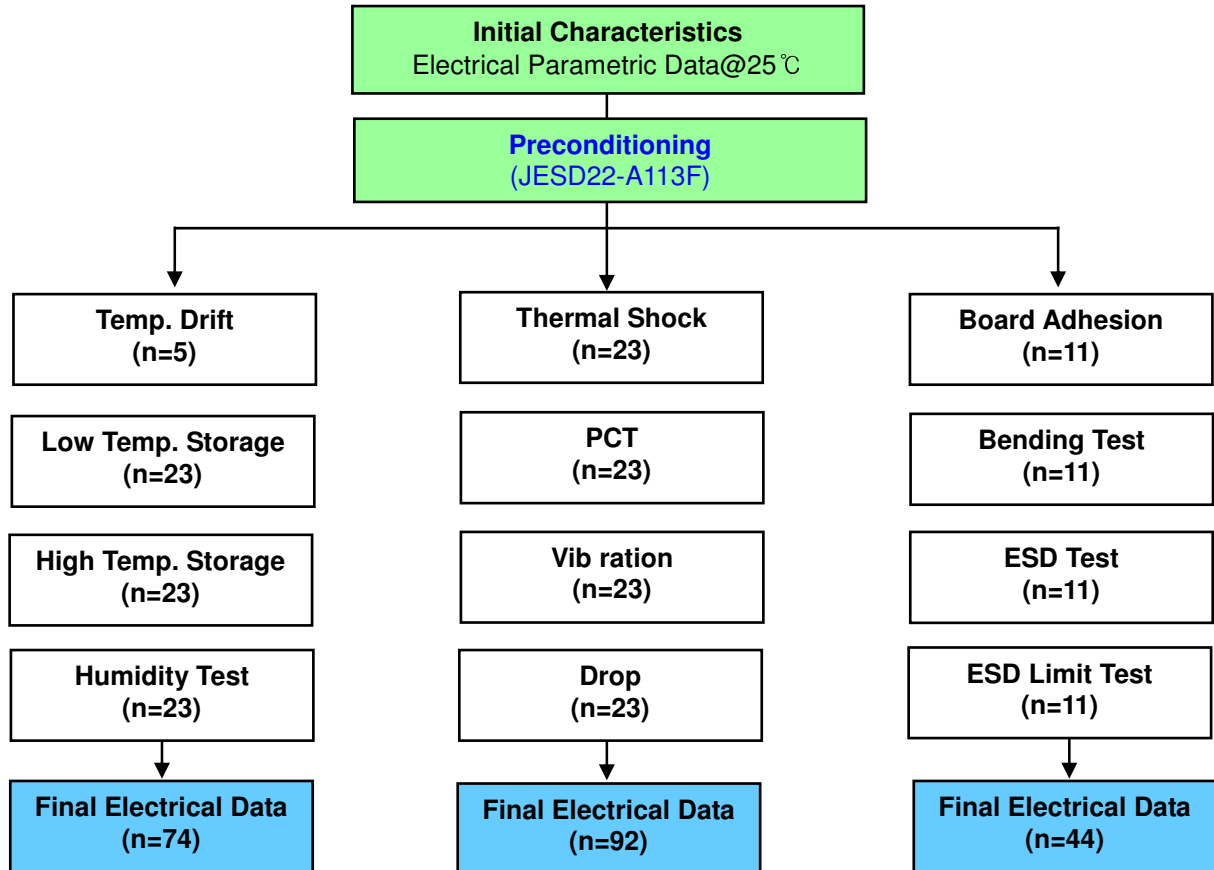 Initial Characteristics
Electrical Parametric Data@25℃
Preconditioning
(JESD22-A113F)
Temp. Drift
(n=5)
Low Temp. Storage
(n=23)
High Temp. Storage
(n=23)
Humidity Test
(n=23)
Final Electrical Data
(n=74)
Thermal Shock
(n=23)
PCT
(n=23)
Vib ration
(n=23)
Drop
(n=23)
Final Electrical Data
(n=92)
Board Adhesion
(n=11)
Bending Test
(n=11)
ESD Test
(n=11)
ESD Limit Test
(n=11)
Final Electrical Data
(n=44)